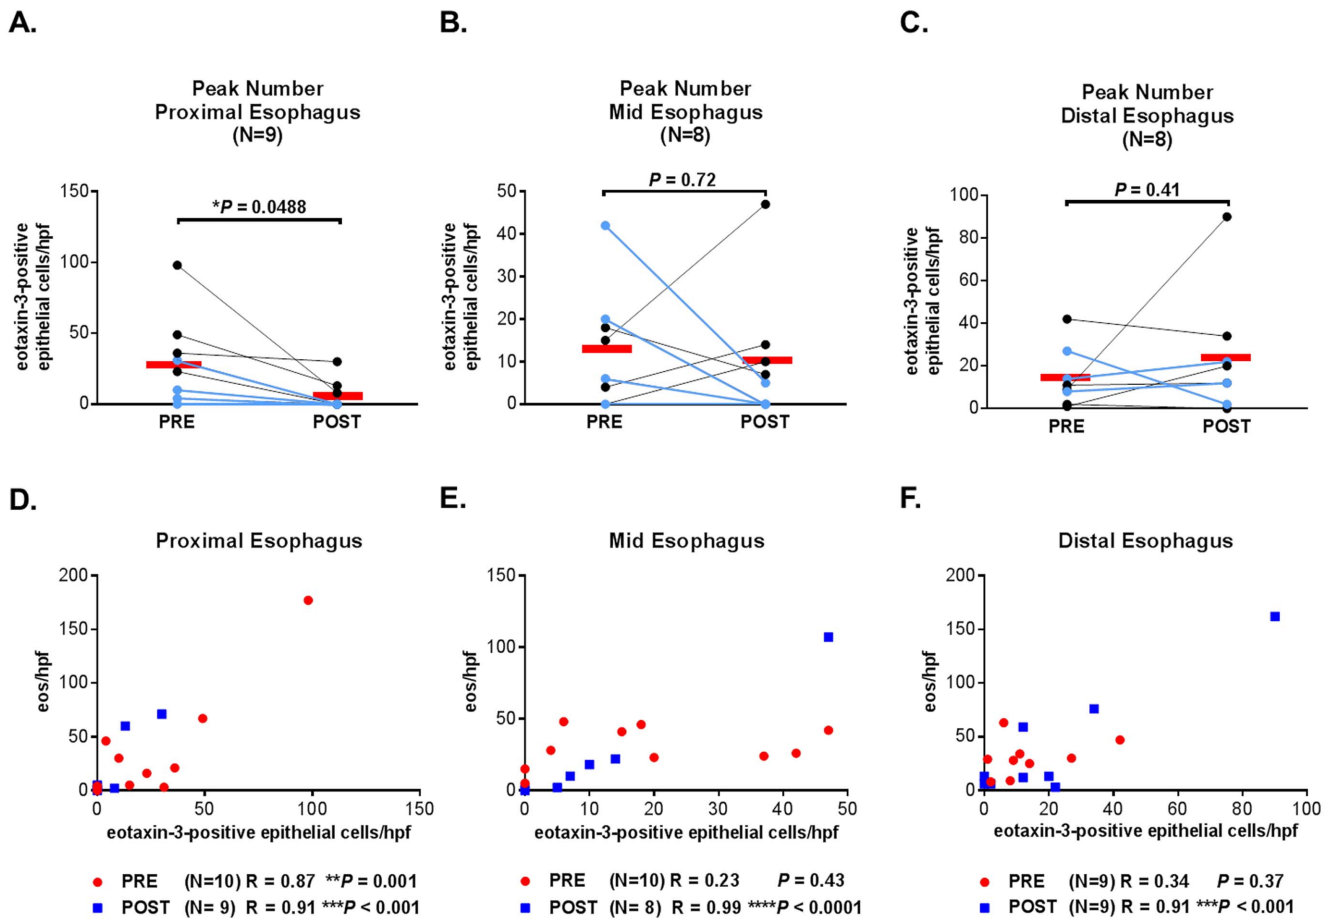 A.
Peak Number
Proximal Esophagus
(N=9)
eotaxin-3-positive
epithelial cells/hpf
150
100
50
0
*P = 0.0488
PRE POST
B.
Peak Number
Mid Esophagus
(N=8)
eotaxin-3-positive
epithelial cells/hpf
50
40
30
20
10
0
P = 0.72
PRE POST
C.
Peak Number
Distal Esophagus
(N=8)
eotaxin-3-positive
epithelial cells/hpf
100
80
60
40
20
0
P = 0.41
PRE POST
D.
Proximal Esophagus
eos/hpf
200
150
100
50
0
0 50 100 150
eotaxin-3-positive epithelial cells/hpf
PRE (N=10) R = 0.87 **P = 0.001
POST (N= 9) R = 0.91 ***P < 0.001
E.
Mid Esophagus
eos/hpf
150
100
50
0
0 10 20 30 40 50
eotaxin-3-positive epithelial cells/hpf
PRE (N=10) R = 0.23 P = 0.43
POST (N= 8) R = 0.99 ****P < 0.0001
F.
Distal Esophagus
eos/hpf
200
150
100
50
0
0 20 40 60 80 100
eotaxin-3-positive epithelial cells/hpf
PRE (N=9) R = 0.34 P = 0.37
POST (N=9) R = 0.91 ***P < 0.001